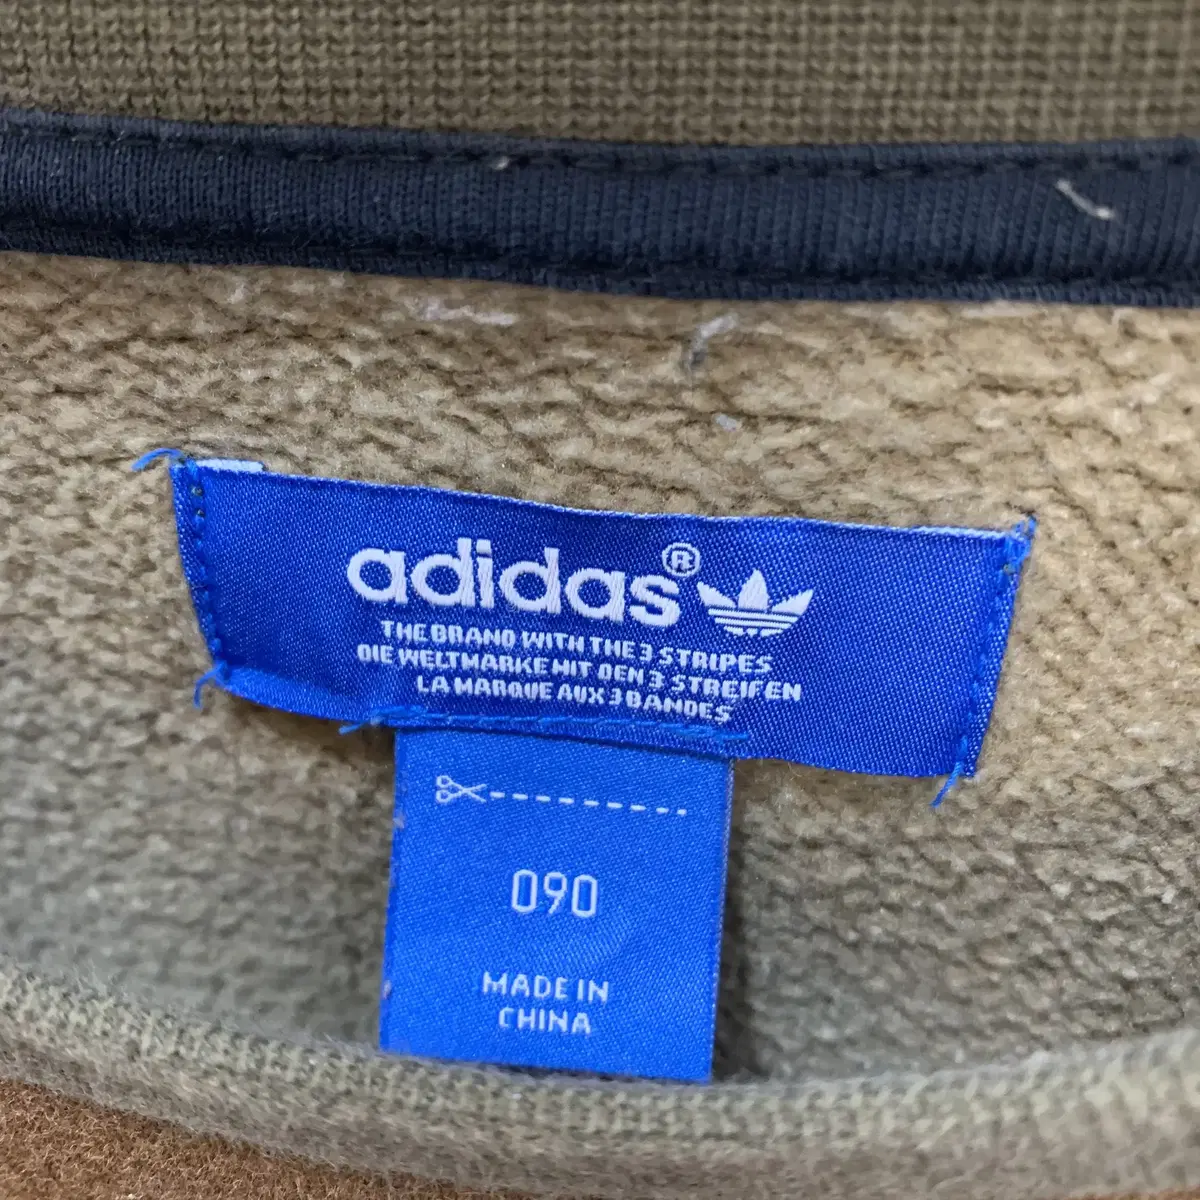 adidas®
THE BRAND WITH THE 3 STRIPES
DIE WELTMARKE MIT DEN 3 STREIFEN
LA MARQUE AUX 3 BANDES
090
MADE IN
CHINA